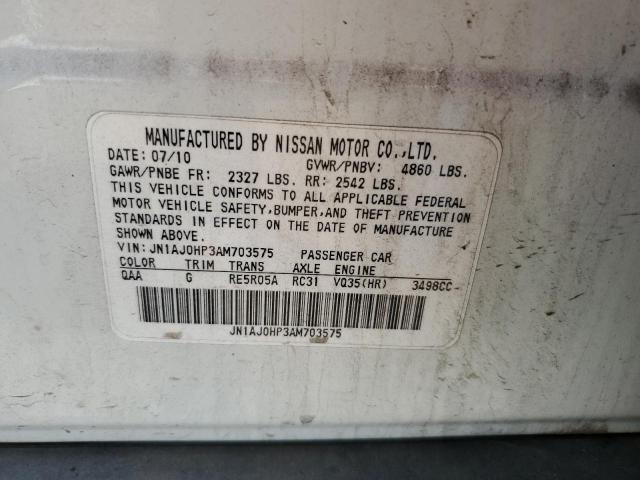 MANUFACTURED BY NISSAN MOTOR CO.,LTD.
DATE: 07/10 GVWR/PNBV: 4860 LBS.
GAWR/PNBE FR: 2327 LBS. RR: 2542 LBS.
THIS VEHICLE CONFORMS TO ALL APPLICABLE FEDERAL
MOTOR VEHICLE SAFETY,BUMPER,AND THEFT PREVENTION
STANDARDS IN EFFECT ON THE DATE OF MANUFACTURE
SHOWN ABOVE.
VIN: JN1AJ0HP3AM703575 PASSENGER CAR
COLOR TRIM TRANS AXLE ENGINE
QAA G RE5R05A RC31 VQ35(HR) 3498CC
JN1AJ0HP3AM703575